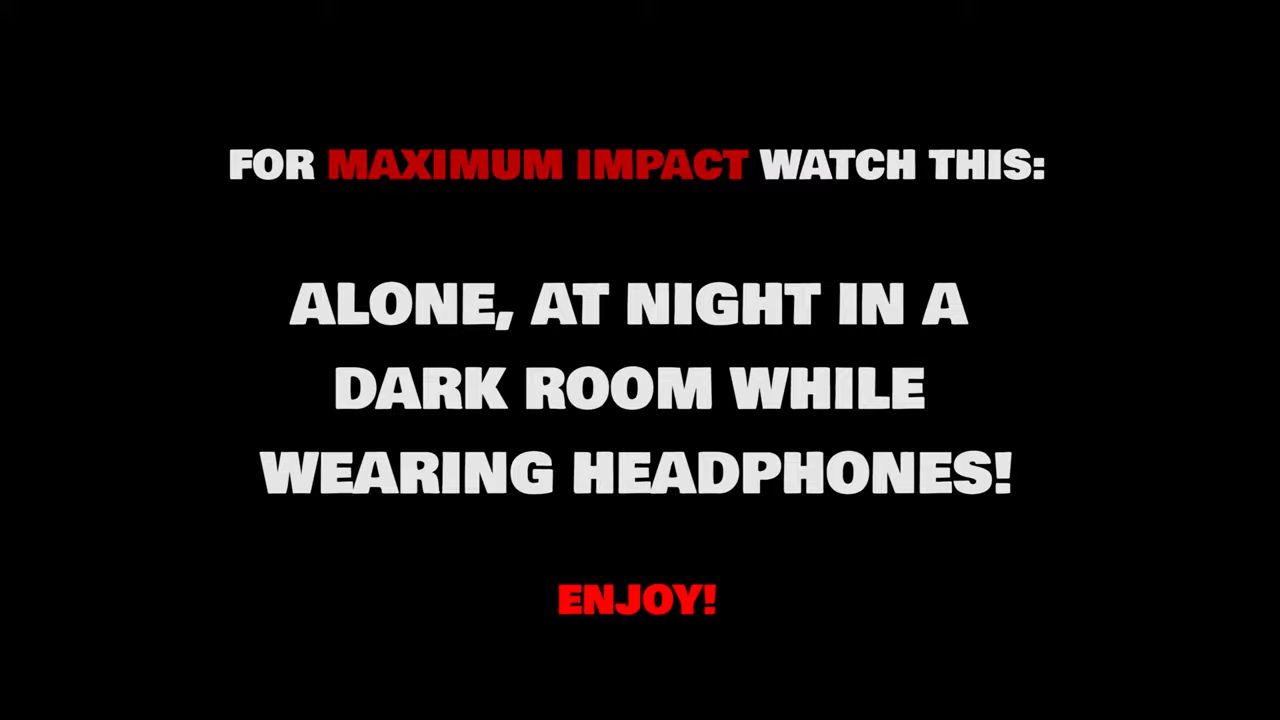 FOR MAXIMUM IMPACT WATCH THIS:
ALONE, AT NIGHT IN A
DARK ROOM WHILE
WEARING HEADPHONES!
ENJOY!